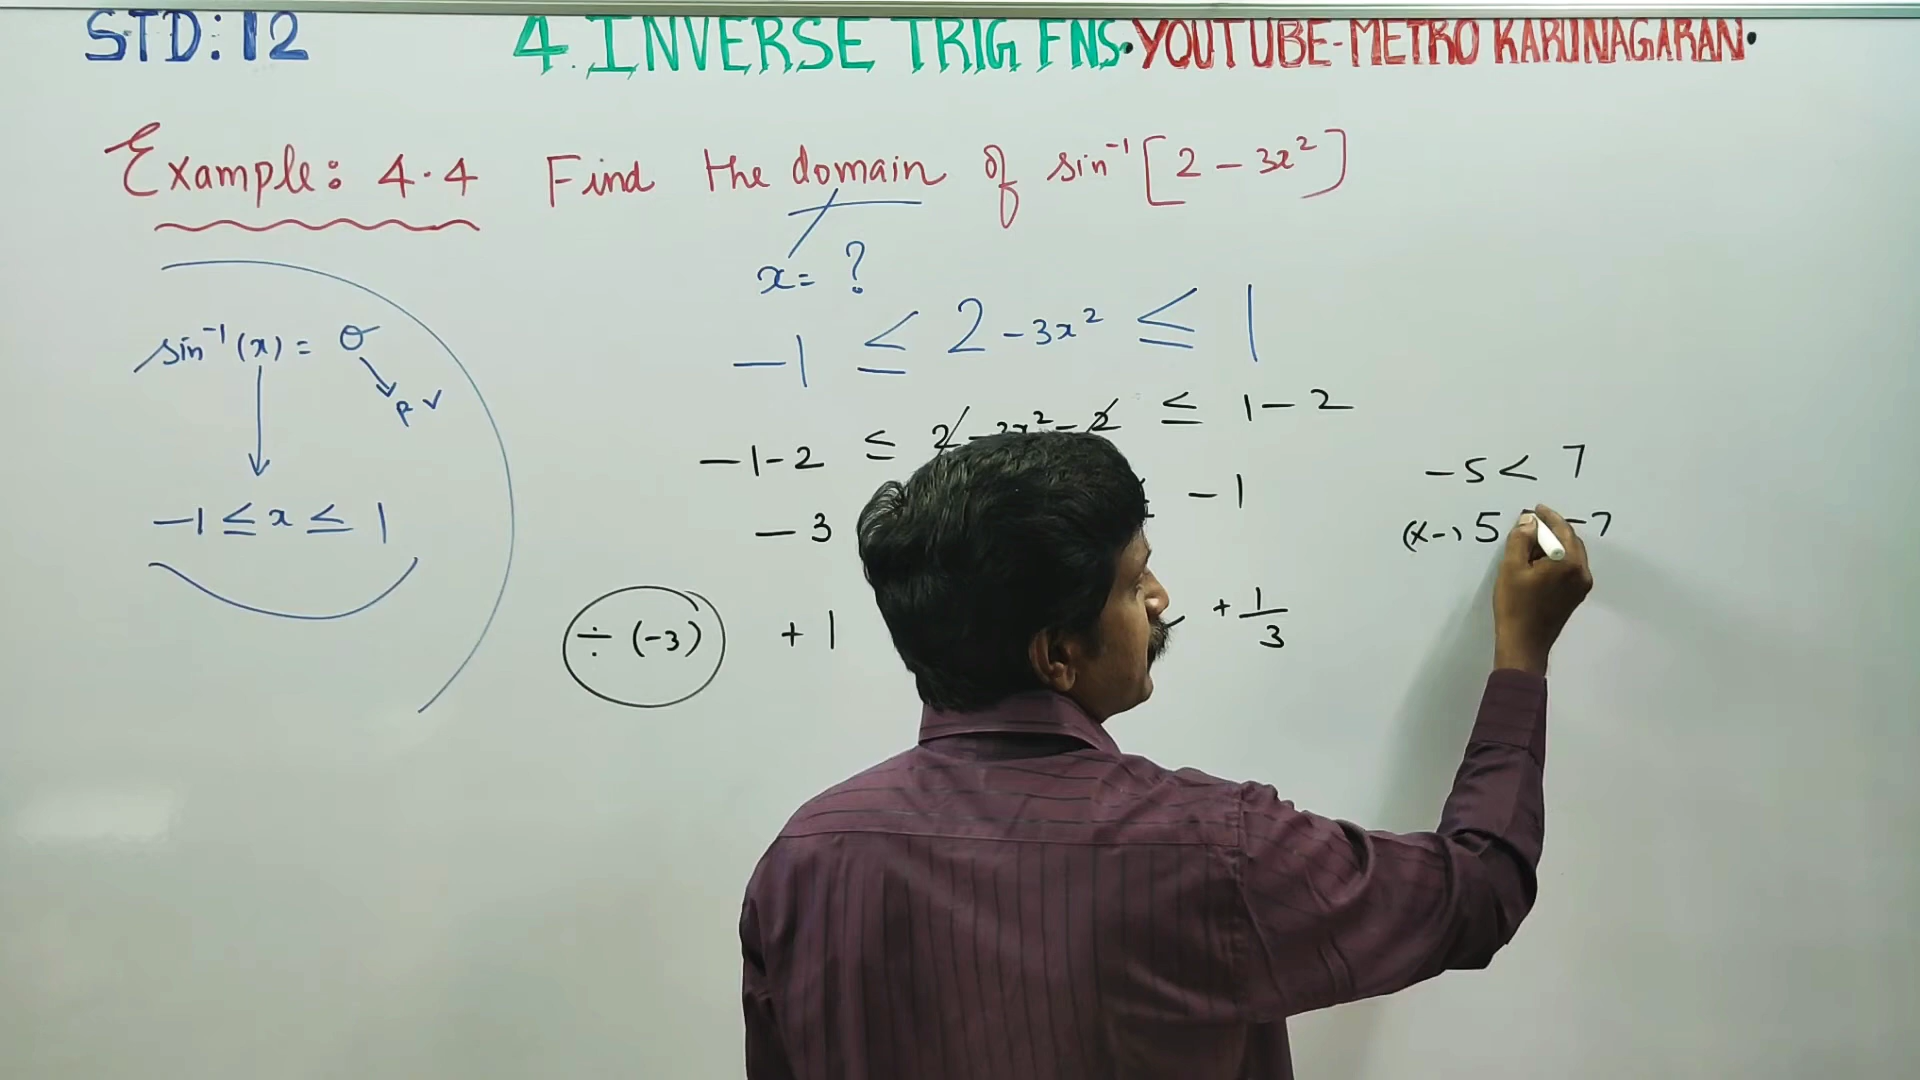 STD: 12 4. INVERSE TRIG FNS. YOUTUBE-METRO KARUNAGARAN.
Example: 4.4 Find the domain of sin⁻¹ [2 - 3x²]
x = ?
sin⁻¹ (x) = θ
-1 ≤ x ≤ 1
-1 ≤ 2 - 3x² ≤ 1
-1-2 ≤ 2 - 3x² - 2 ≤ 1 - 2
-3 -1
÷ (-3) +1 + 1/3
-5 < 7
(x-) 5 -7